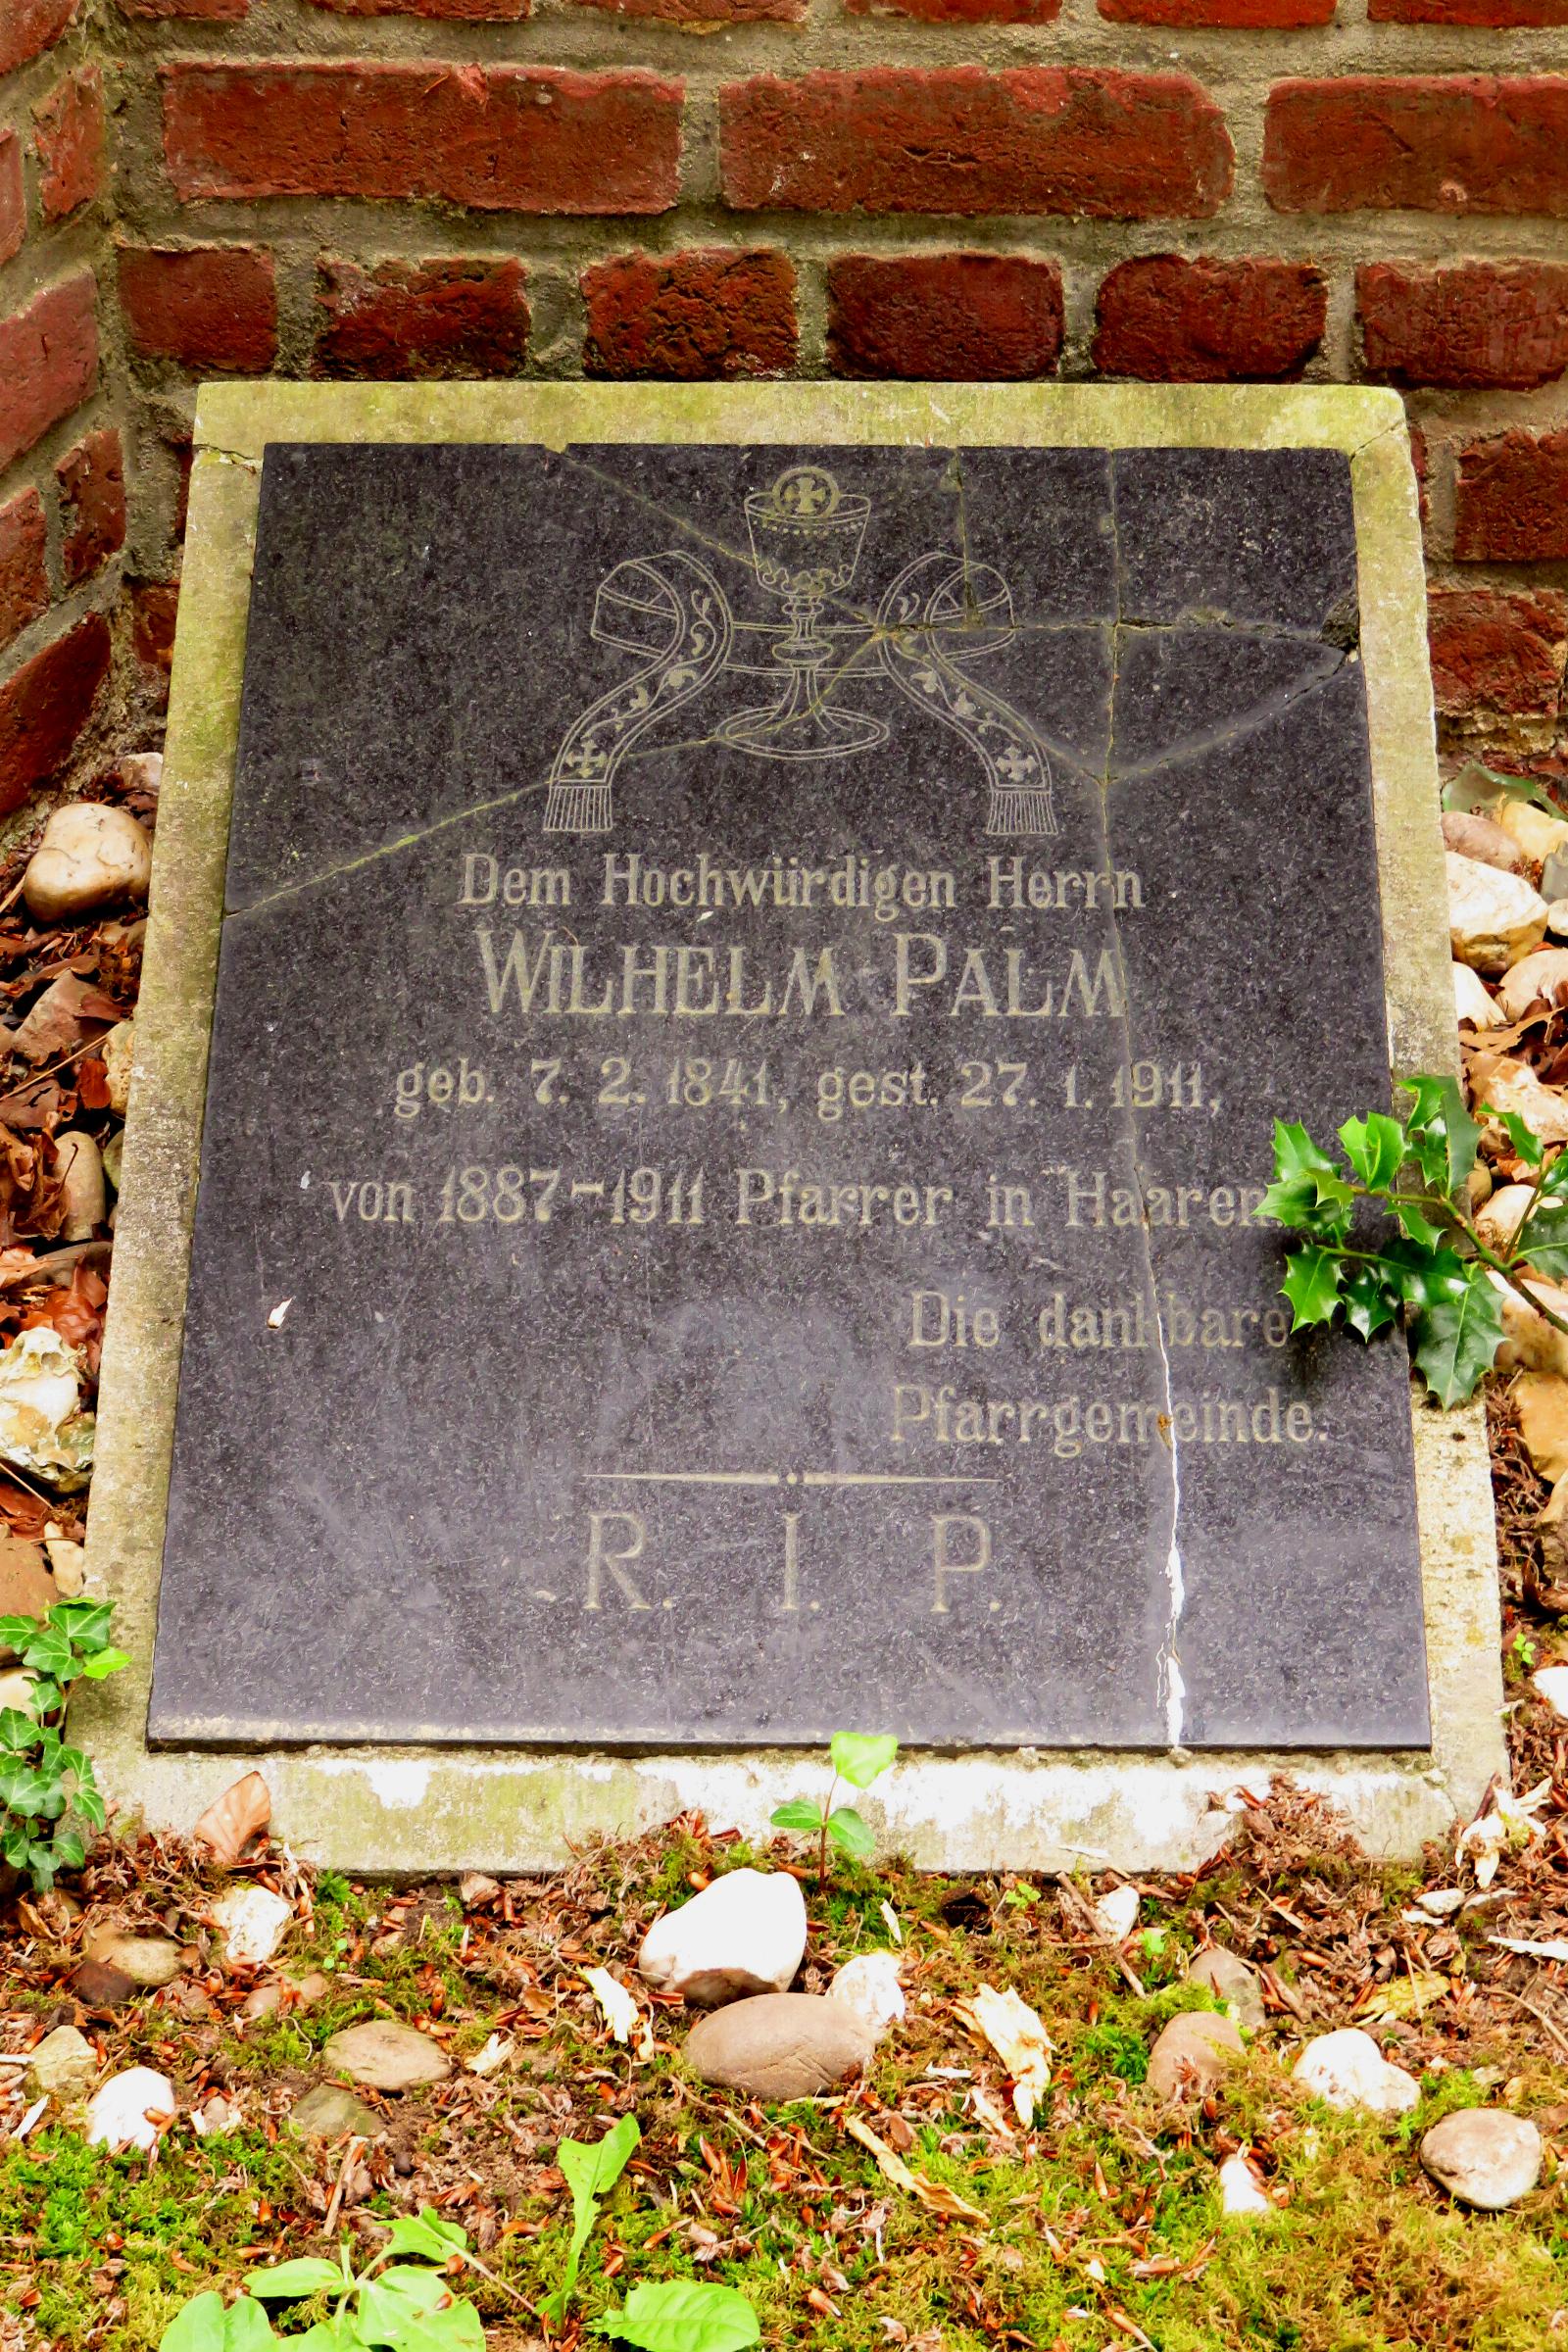 Dem Hochwürdigen Herrn
WILHELM PALM
geb. 7. 2. 1841, gest. 27. 1. 1911,
von 1887-1911 Pfarrer in Haaren.
Die dankbare
Pfarrgemeinde.
R. I. P.